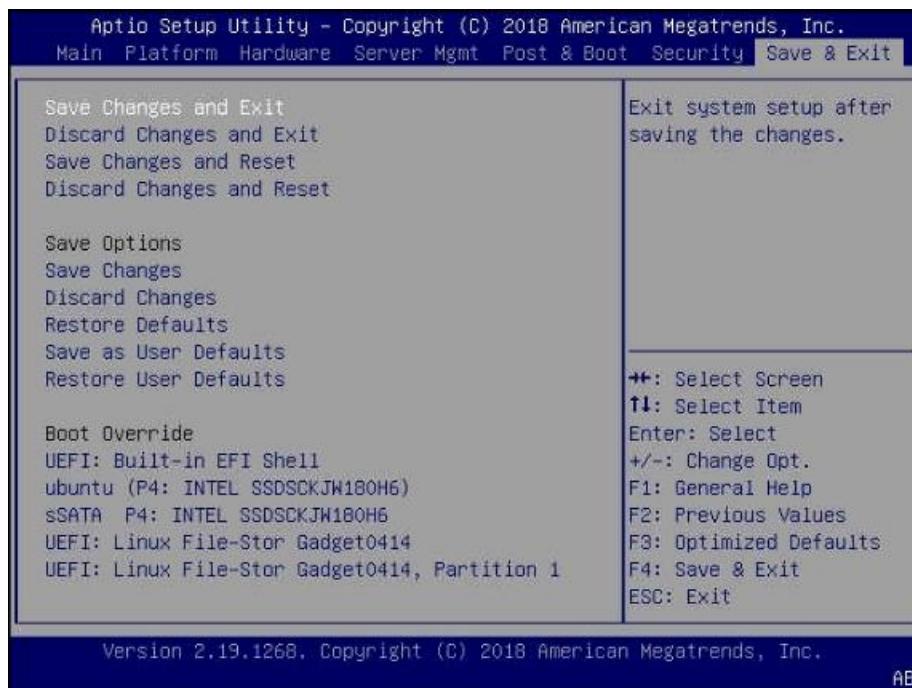 Aptio Setup Utility – Copyright (C) 2018 American Megatrends, Inc.
Main Platform Hardware Server Mgmt Post & Boot Security Save & Exit
Save Changes and Exit
Discard Changes and Exit
Save Changes and Reset
Discard Changes and Reset
Save Options
Save Changes
Discard Changes
Restore Defaults
Save as User Defaults
Restore User Defaults
Boot Override
UEFI: Built-in EFI Shell
ubuntu (P4: INTEL SSDSCKJW180H6)
sSATA P4: INTEL SSDSCKJW180H6
UEFI: Linux File-Stor Gadget0414
UEFI: Linux File-Stor Gadget0414, Partition 1
Exit system setup after
saving the changes.
→←: Select Screen
↑↓: Select Item
Enter: Select
+/-: Change Opt.
F1: General Help
F2: Previous Values
F3: Optimized Defaults
F4: Save & Exit
ESC: Exit
Version 2.19.1268. Copyright (C) 2018 American Megatrends, Inc.
AB